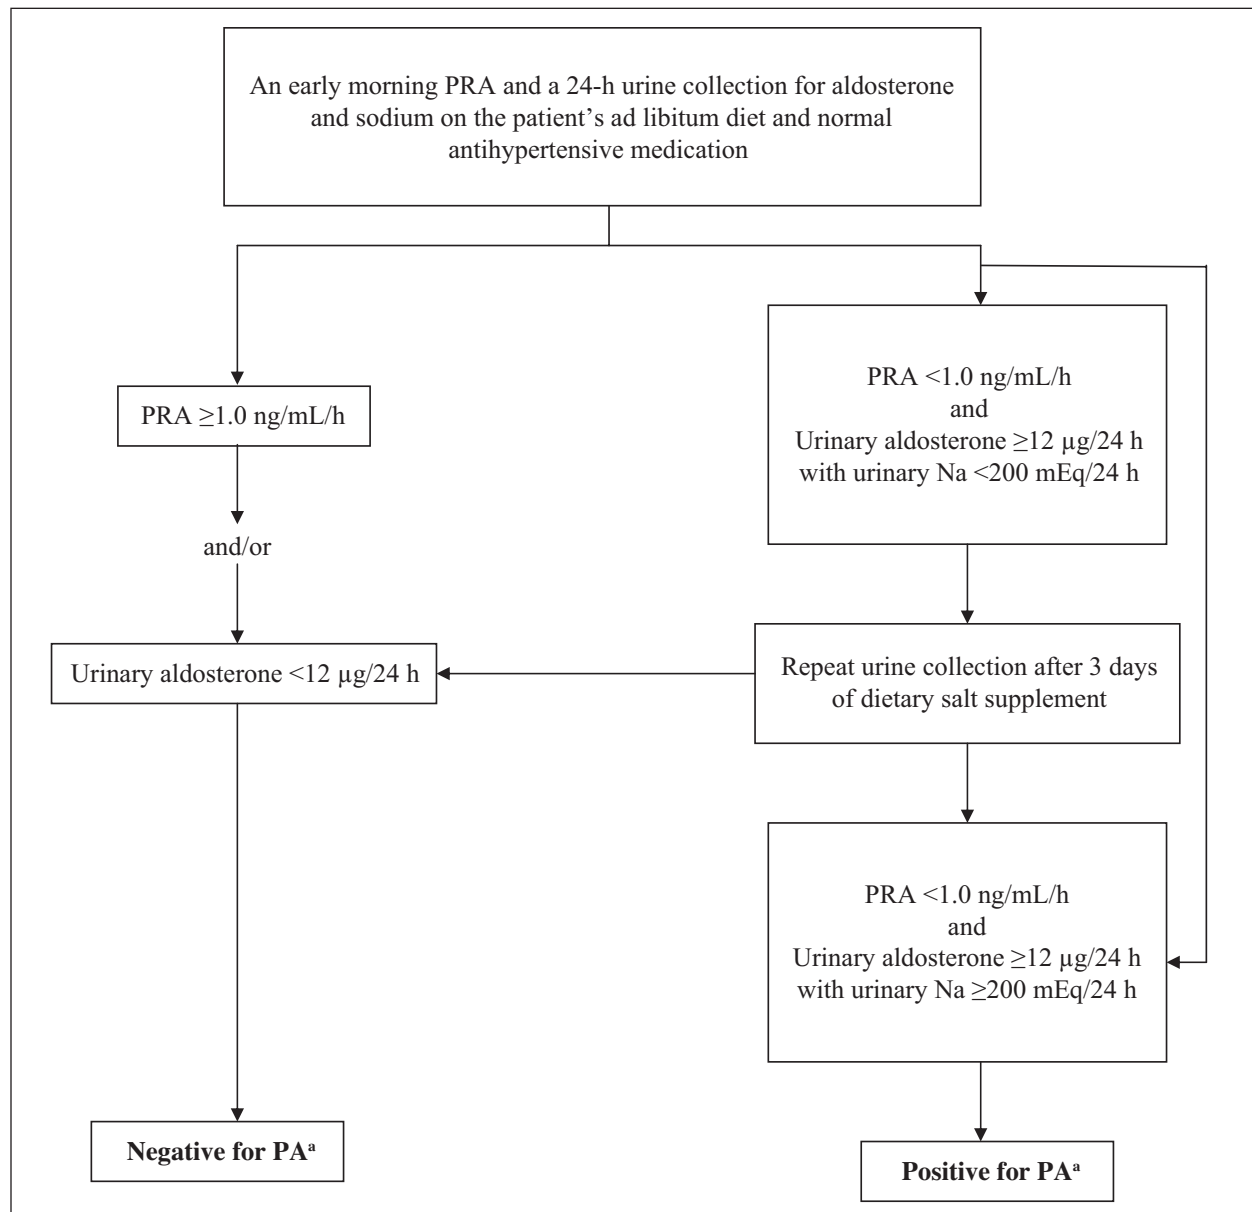 An early morning PRA and a 24-h urine collection for aldosterone
and sodium on the patient’s ad libitum diet and normal
antihypertensive medication
PRA ≥1.0 ng/mL/h
and/or
Urinary aldosterone <12 µg/24 h
Negative for PAᵃ
PRA <1.0 ng/mL/h
and
Urinary aldosterone ≥12 µg/24 h
with urinary Na <200 mEq/24 h
Repeat urine collection after 3 days
of dietary salt supplement
PRA <1.0 ng/mL/h
and
Urinary aldosterone ≥12 µg/24 h
with urinary Na ≥200 mEq/24 h
Positive for PAᵃ